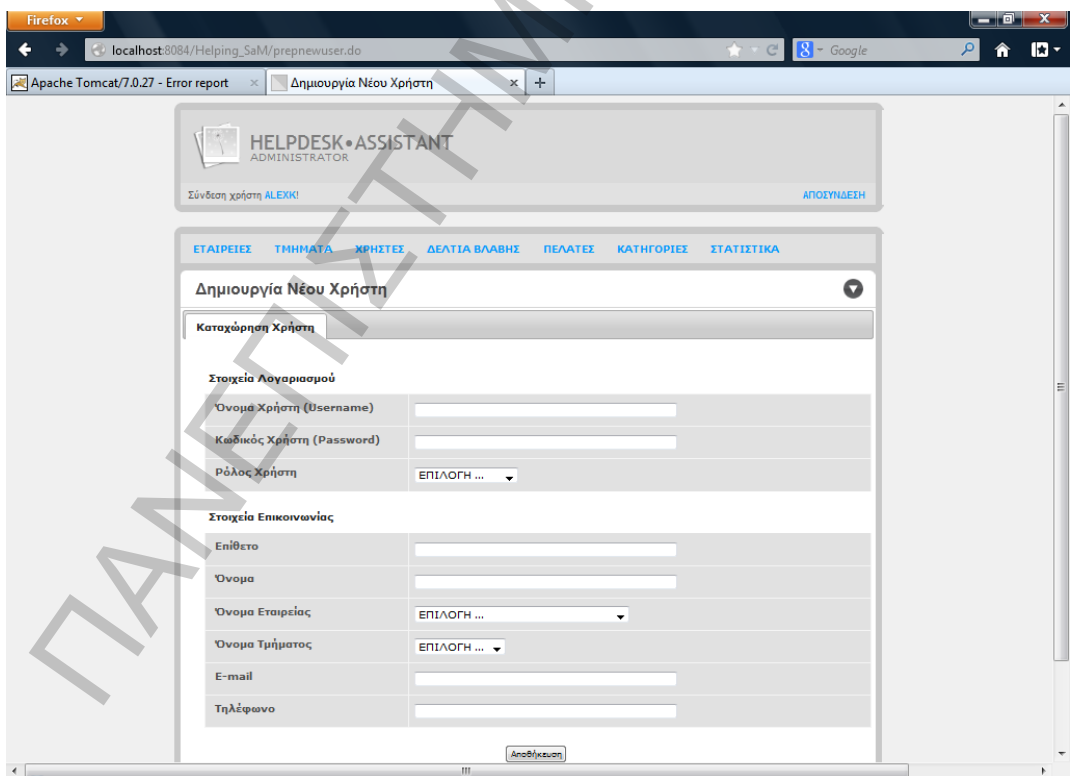 Firefox
localhost:8084/Helping_SaM/prepnewuser.do
Google
Apache Tomcat/7.0.27 - Error report
Δημιουργία Νέου Χρήστη
HELPDESK•ASSISTANT
ADMINISTRATOR
Σύνδεση χρήστη ALEXK!
ΑΠΟΣΥΝΔΕΣΗ
ΕΤΑΙΡΕΙΕΣ ΤΜΗΜΑΤΑ ΧΡΗΣΤΕΣ ΔΕΛΤΙΑ ΒΛΑΒΗΣ ΠΕΛΑΤΕΣ ΚΑΤΗΓΟΡΙΕΣ ΣΤΑΤΙΣΤΙΚΑ
Δημιουργία Νέου Χρήστη
Καταχώρηση Χρήστη
Στοιχεία Λογαριασμού
Όνομα Χρήστη (Username)
Κωδικός Χρήστη (Password)
Ρόλος Χρήστη
ΕΠΙΛΟΓΗ ...
Στοιχεία Επικοινωνίας
Επίθετο
Όνομα
Όνομα Εταιρείας
ΕΠΙΛΟΓΗ ...
Όνομα Τμήματος
ΕΠΙΛΟΓΗ ...
E-mail
Τηλέφωνο
Αποθήκευση